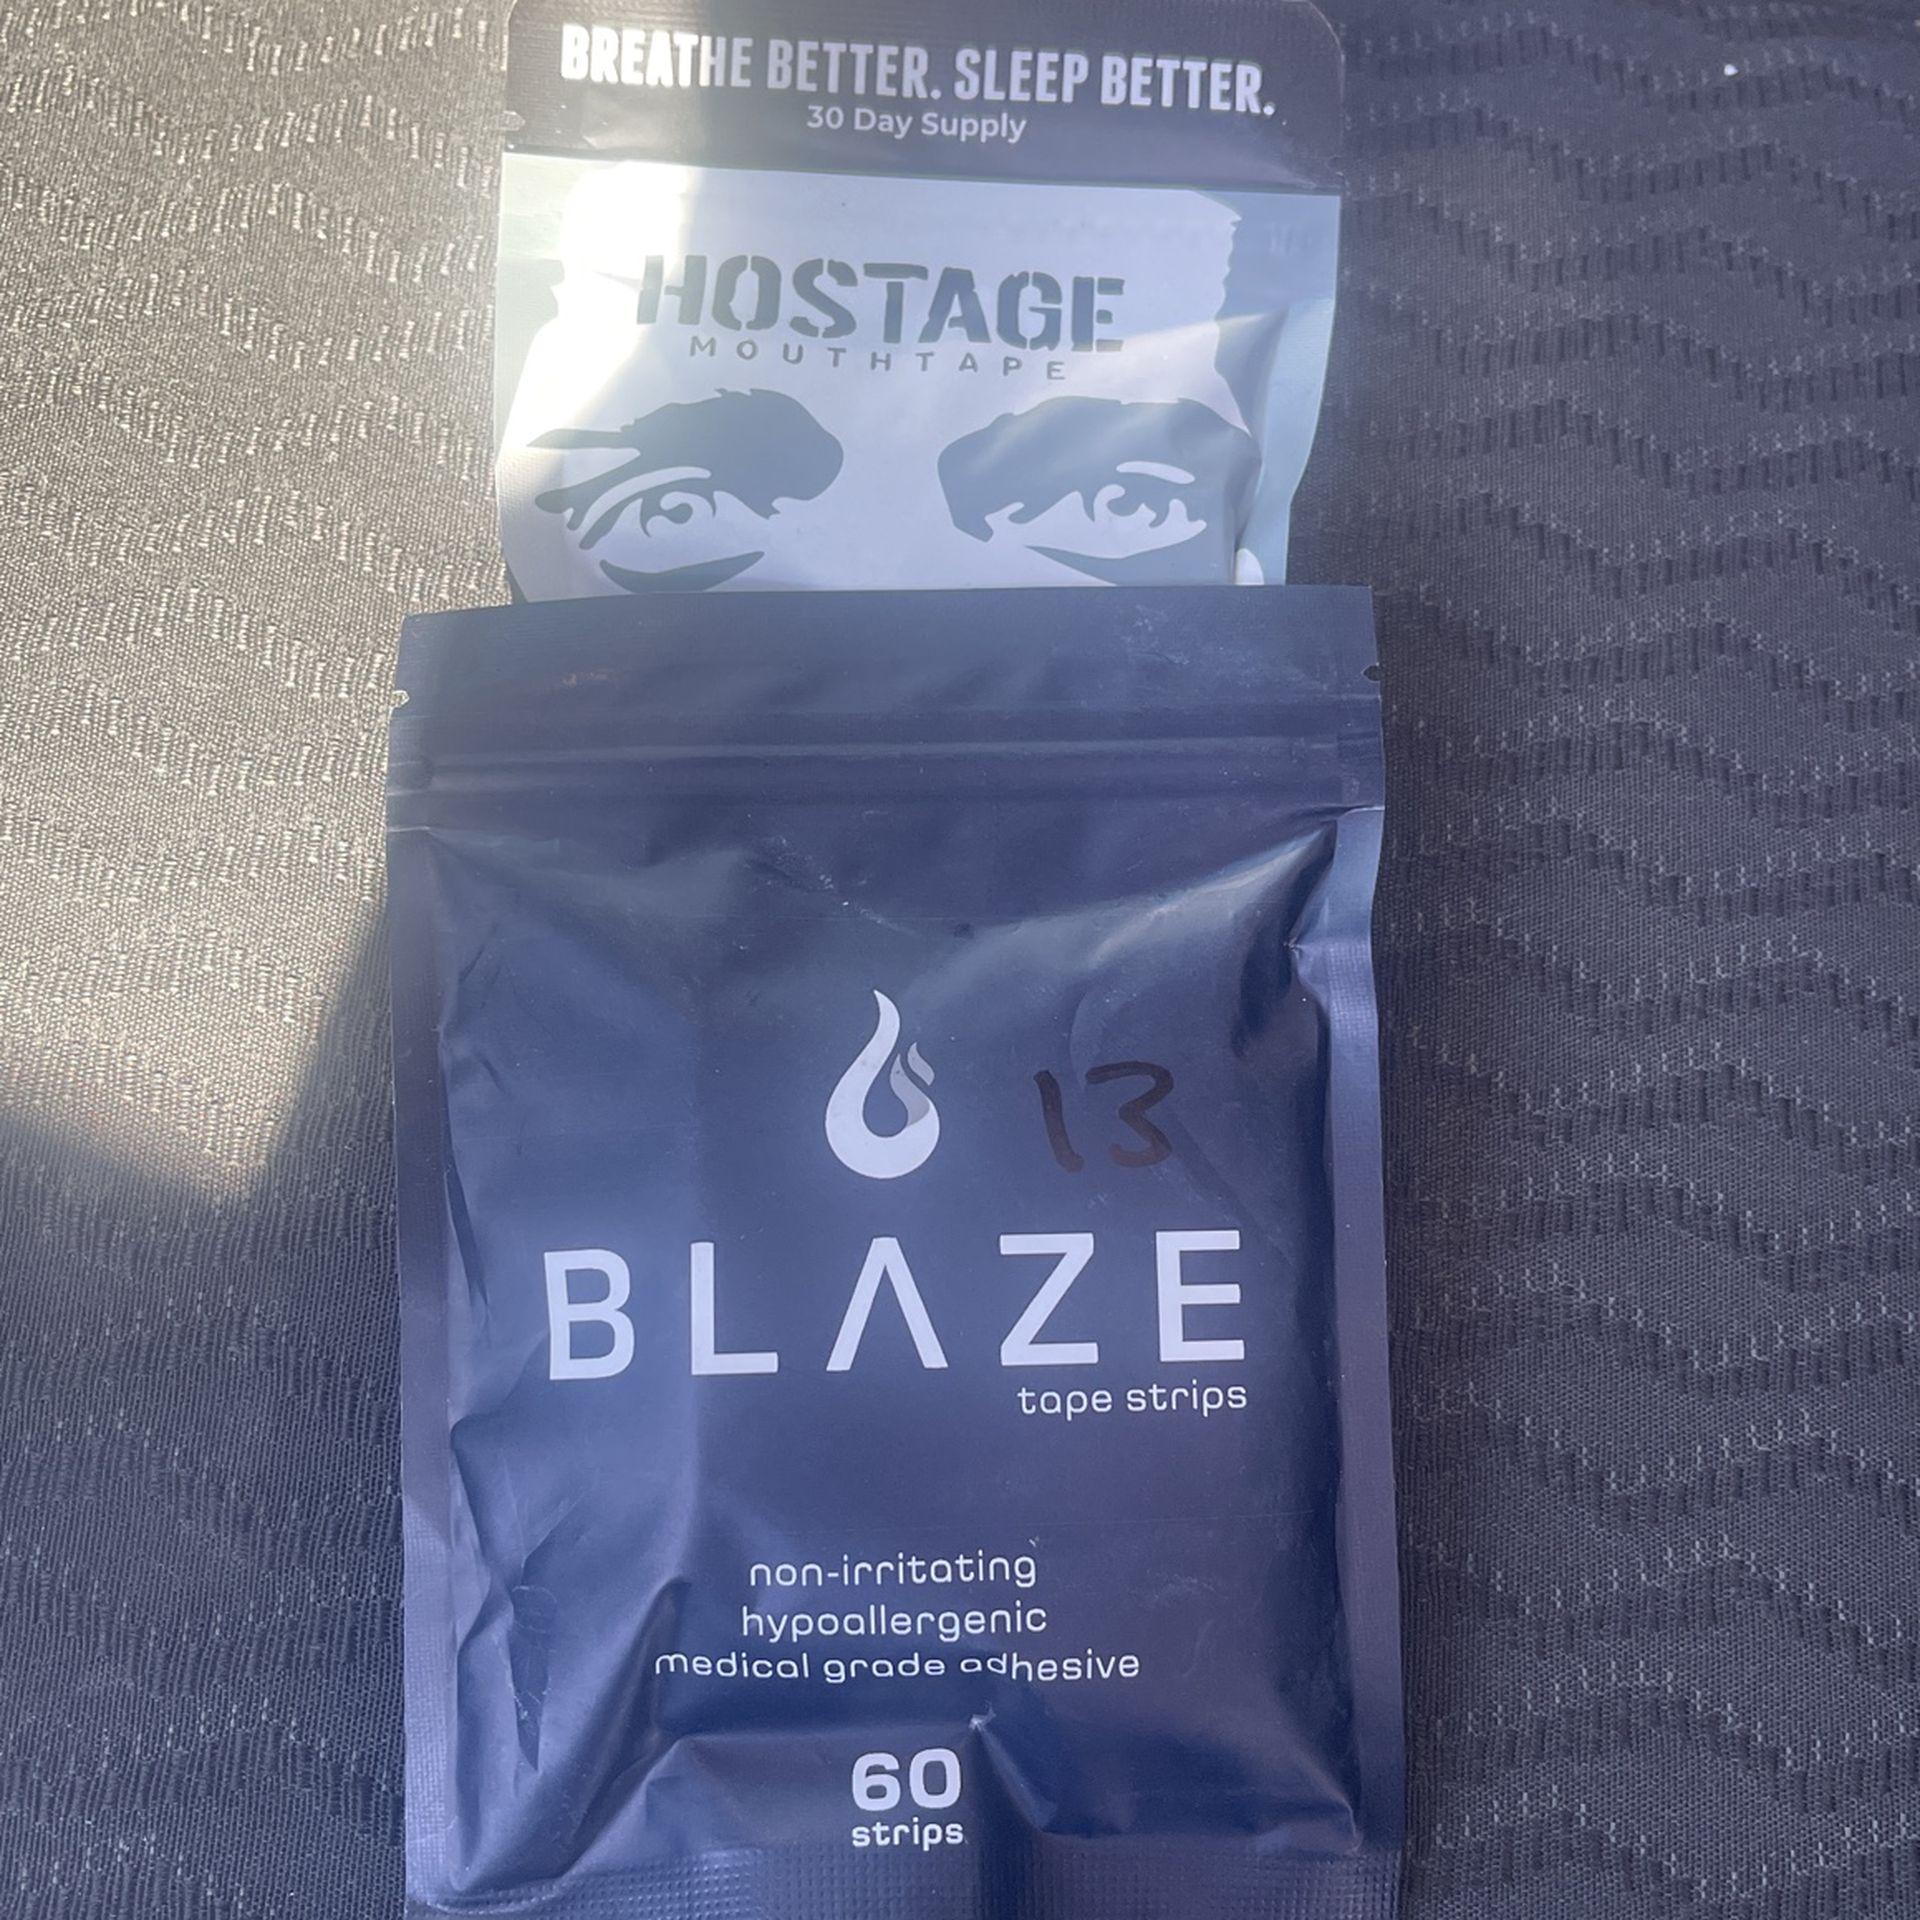 BREATHE BETTER. SLEEP BETTER.
30 Day Supply
HOSTAGE
MOUTHTAPE
13
BLAZE
tape strips
non-irritating
hypoallergenic
medical grade adhesive
60
strips